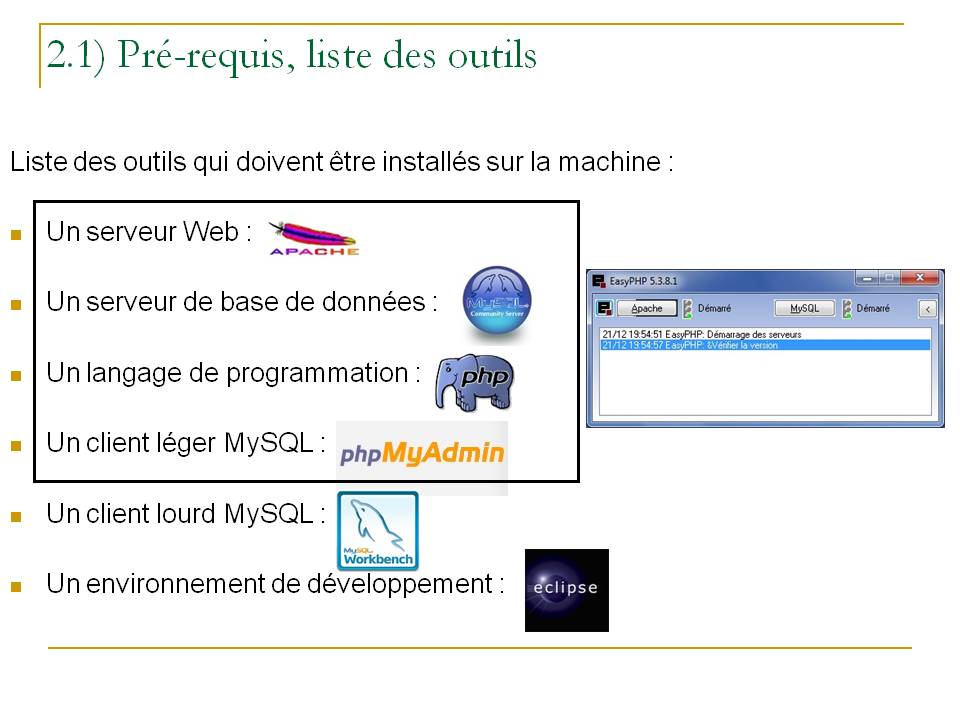 2.1) Pré-requis, liste des outils
Liste des outils qui doivent être installés sur la machine :
Un serveur Web :
APACHE
Un serveur de base de données :
MySQL
Community Server
Un langage de programmation :
php
Un client léger MySQL :
phpMyAdmin
Un client lourd MySQL :
MySQL
Workbench
Un environnement de développement :
eclipse
EasyPHP 5.3.8.1
Apache Démarré MySQL Démarré <
21/12 19:54:51 EasyPHP: Démarrage des serveurs
21/12 19:54:57 EasyPHP: &Vérifier la version